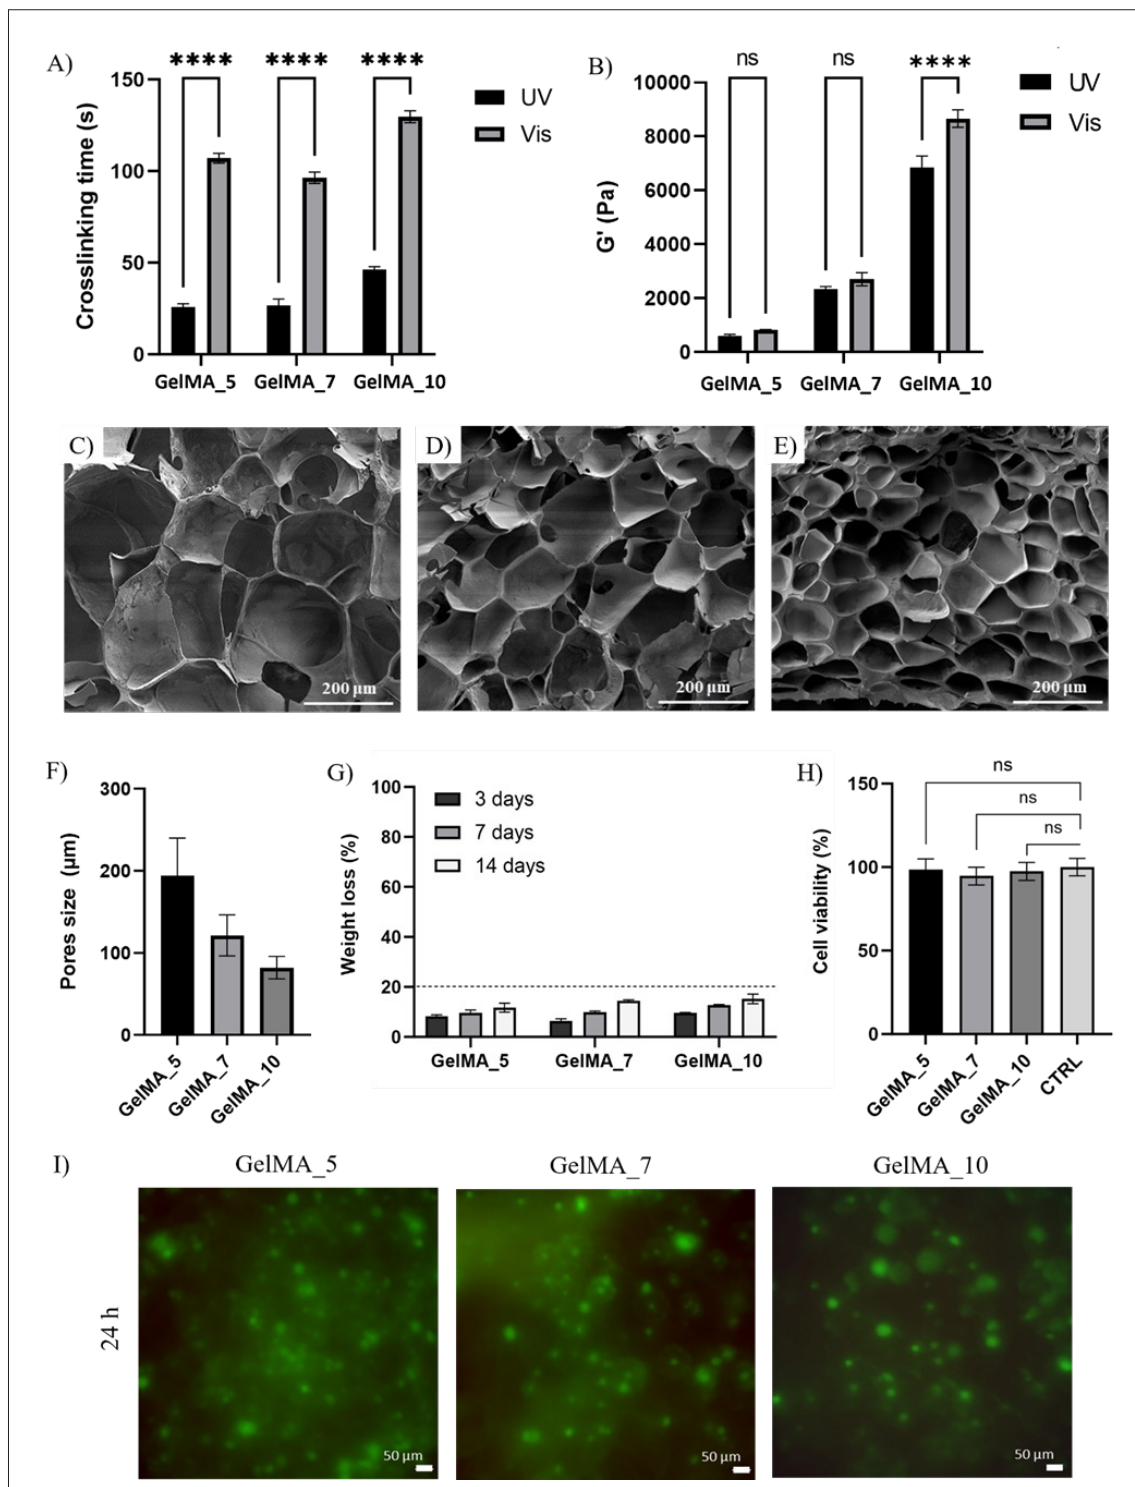 A)
**** **** ****
Crosslinking time (s)
150
100
50
0
UV
Vis
GelMA_5 GelMA_7 GelMA_10
B)
ns ns ****
G' (Pa)
10000
8000
6000
4000
2000
0
UV
Vis
GelMA_5 GelMA_7 GelMA_10
C)
200 µm
D)
200 µm
E)
200 µm
F)
Pores size (µm)
300
200
100
0
GelMA_5
GelMA_7
GelMA_10
G)
Weight loss (%)
100
80
60
40
20
0
3 days
7 days
14 days
GelMA_5 GelMA_7 GelMA_10
H)
Cell viability (%)
150
100
50
0
ns
ns
ns
GelMA_5
GelMA_7
GelMA_10
CTRL
I)
GelMA_5 GelMA_7 GelMA_10
24 h
50 µm
50 µm
50 µm